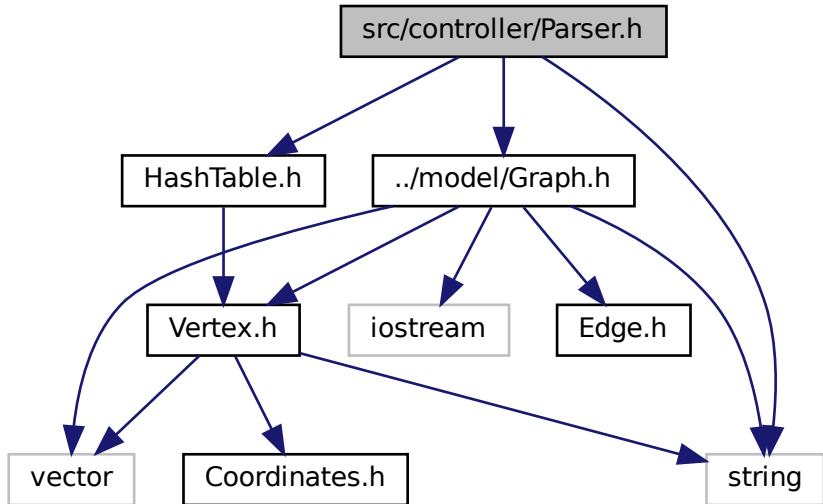 src/controller/Parser.h
HashTable.h
../model/Graph.h
Vertex.h
iostream
Edge.h
vector
Coordinates.h
string